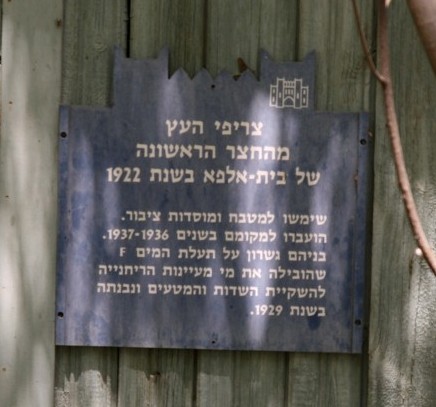 צריפי העץ
מהחצר הראשונה
של בית-אלפא בשנת 1922
שימשו למטבח ומוסדות ציבור.
הועברו למקומם בשנים 1937-1936.
בניהם גשרון על תעלת המים F
שהובילה את מי מעיינות הריחנייה
להשקיית השדות והמטעים ונבנתה
בשנת 1929.